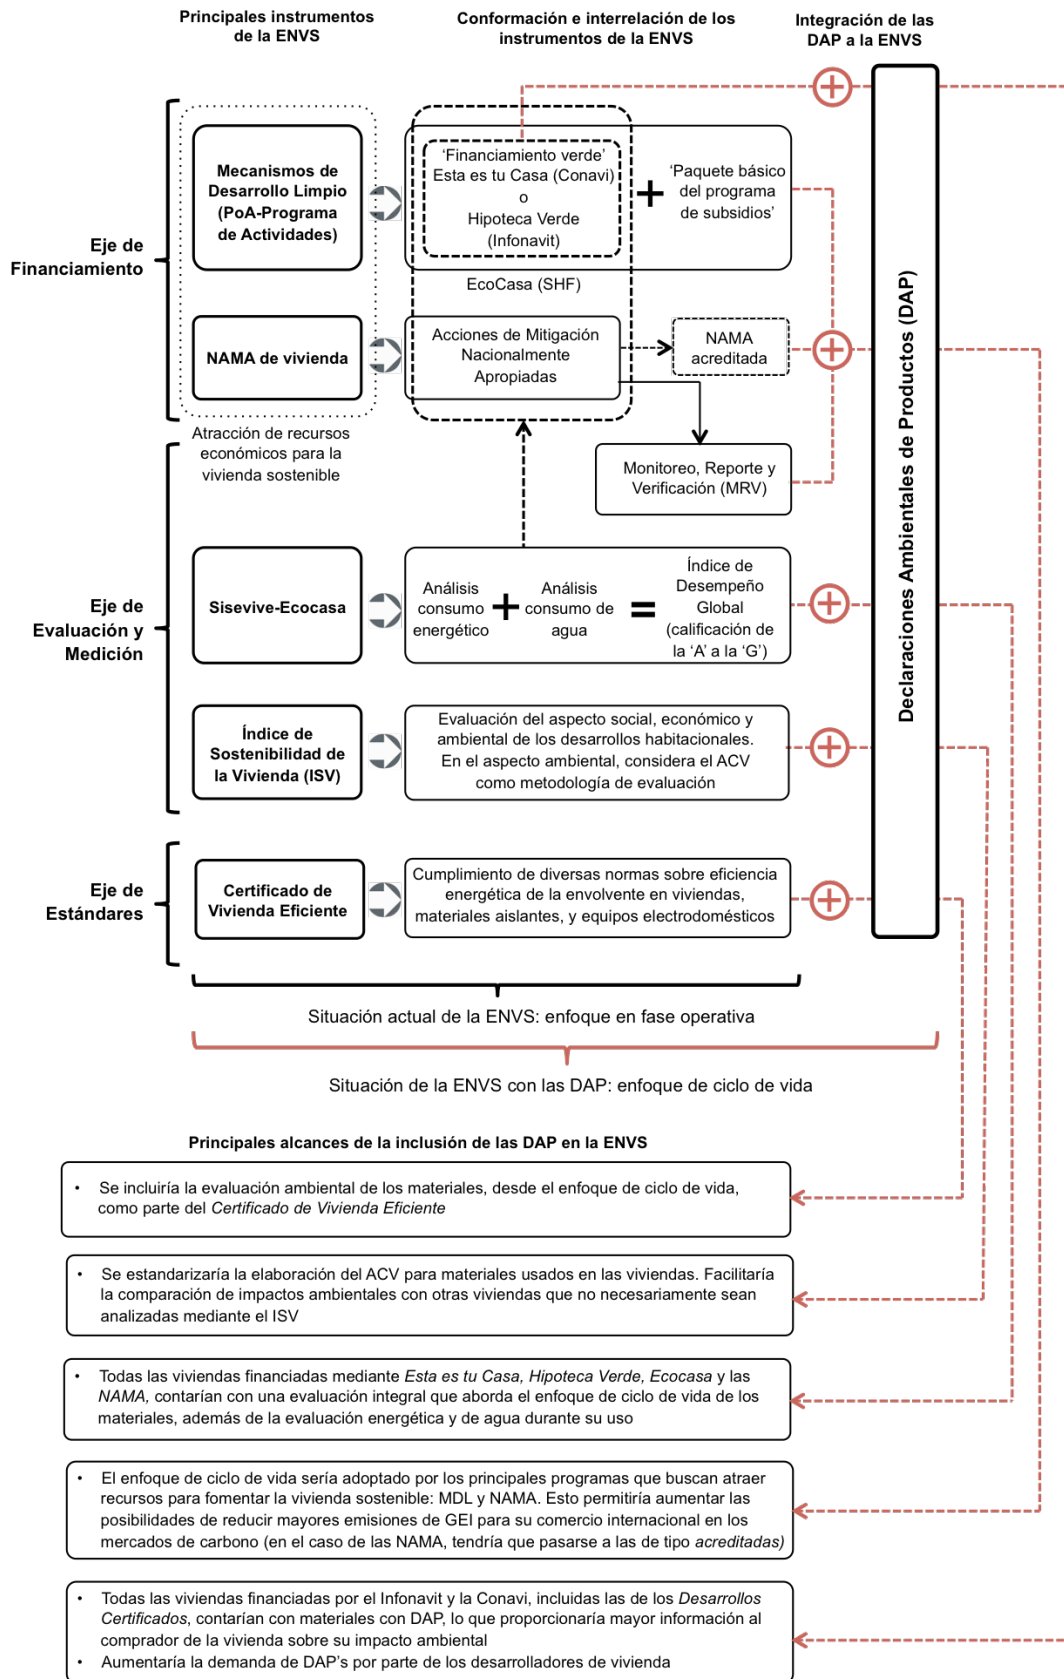 Principales instrumentos
de la ENVS
Conformación e interrelación de los
instrumentos de la ENVS
Integración de las
DAP a la ENVS
Eje de
Financiamiento
Mecanismos de
Desarrollo Limpio
(PoA-Programa
de Actividades)
‘Financiamiento verde’
Esta es tu Casa (Conavi)
o
Hipoteca Verde
(Infonavit)
+
‘Paquete básico
del programa
de subsidios’
EcoCasa (SHF)
NAMA de vivienda
Acciones de Mitigación
Nacionalmente
Apropiadas
NAMA
acreditada
Atracción de recursos
económicos para la
vivienda sostenible
Monitoreo, Reporte y
Verificación (MRV)
Declaraciones Ambientales de Productos (DAP)
Eje de
Evaluación y
Medición
Sisevive-Ecocasa
Análisis
consumo
energético
+
Análisis
consumo de
agua
=
Índice de
Desempeño
Global
(calificación de
la ‘A’ a la ‘G’)
Índice de
Sostenibilidad de
la Vivienda (ISV)
Evaluación del aspecto social, económico y
ambiental de los desarrollos habitacionales.
En el aspecto ambiental, considera el ACV
como metodología de evaluación
Eje de
Estándares
Certificado de
Vivienda Eficiente
Cumplimiento de diversas normas sobre eficiencia
energética de la envolvente en viviendas,
materiales aislantes, y equipos electrodomésticos
Situación actual de la ENVS: enfoque en fase operativa
Situación de la ENVS con las DAP: enfoque de ciclo de vida
Principales alcances de la inclusión de las DAP en la ENVS
• Se incluiría la evaluación ambiental de los materiales, desde el enfoque de ciclo de vida,
como parte del Certificado de Vivienda Eficiente
• Se estandarizaría la elaboración del ACV para materiales usados en las viviendas. Facilitaría
la comparación de impactos ambientales con otras viviendas que no necesariamente sean
analizadas mediante el ISV
• Todas las viviendas financiadas mediante Esta es tu Casa, Hipoteca Verde, Ecocasa y las
NAMA, contarían con una evaluación integral que aborda el enfoque de ciclo de vida de los
materiales, además de la evaluación energética y de agua durante su uso
• El enfoque de ciclo de vida sería adoptado por los principales programas que buscan atraer
recursos para fomentar la vivienda sostenible: MDL y NAMA. Esto permitiría aumentar las
posibilidades de reducir mayores emisiones de GEI para su comercio internacional en los
mercados de carbono (en el caso de las NAMA, tendría que pasarse a las de tipo acreditadas)
• Todas las viviendas financiadas por el Infonavit y la Conavi, incluidas las de los Desarrollos
Certificados, contarían con materiales con DAP, lo que proporcionaría mayor información al
comprador de la vivienda sobre su impacto ambiental
• Aumentaría la demanda de DAP’s por parte de los desarrolladores de vivienda